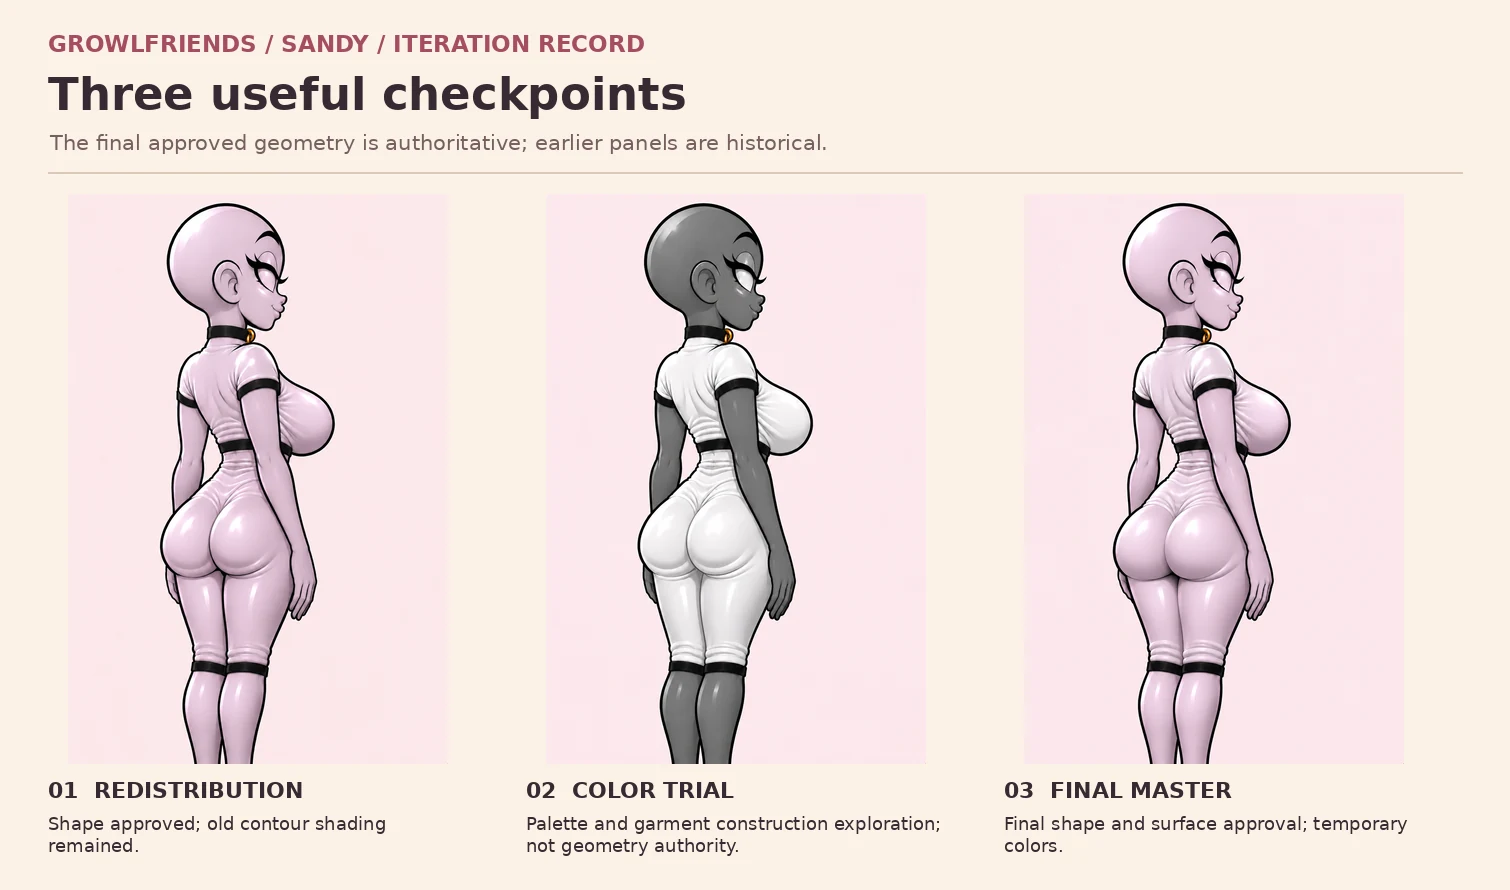 GROWLFRIENDS / SANDY / ITERATION RECORD
Three useful checkpoints
The final approved geometry is authoritative; earlier panels are historical.
01 REDISTRIBUTION
Shape approved; old contour shading
remained.
02 COLOR TRIAL
Palette and garment construction exploration;
not geometry authority.
03 FINAL MASTER
Final shape and surface approval; temporary
colors.